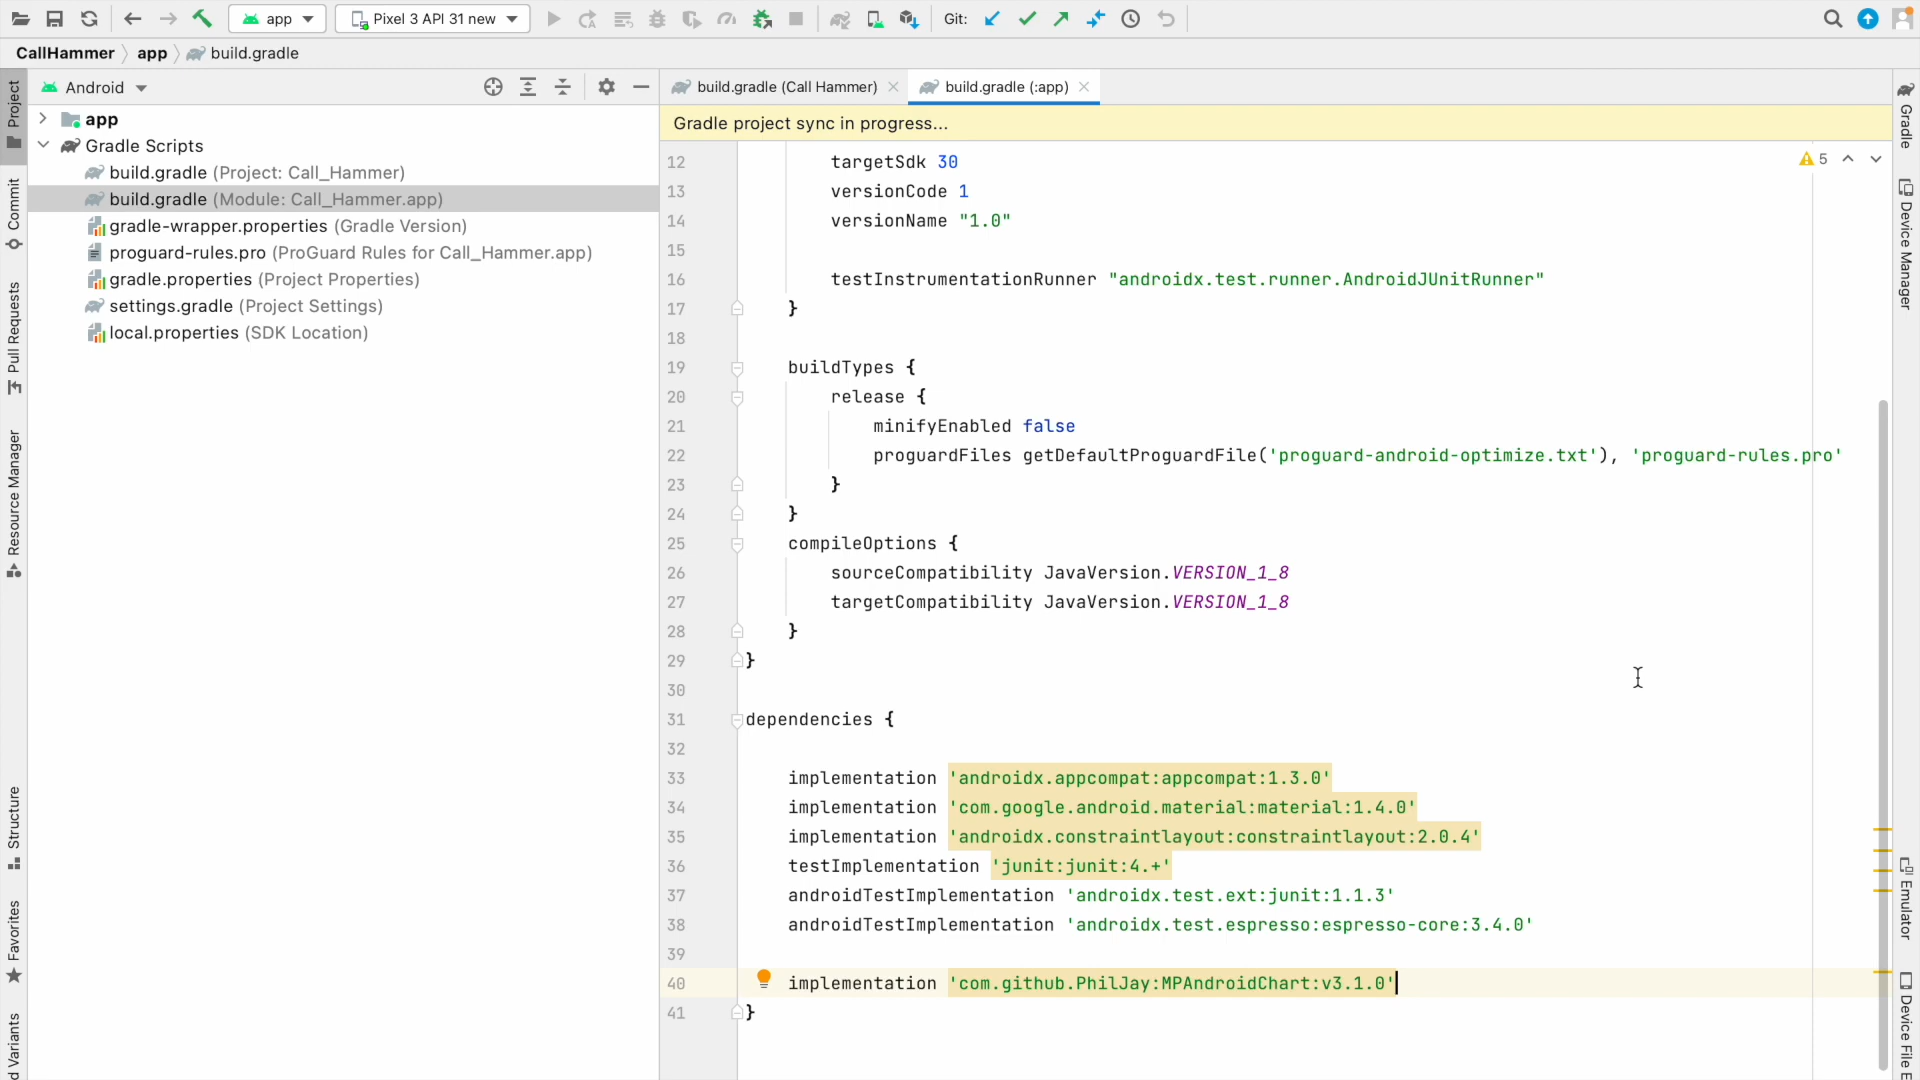 app
Pixel 3 API 31 new
Git:
CallHammer
app
build.gradle
Project
Commit
Pull Requests
Resource Manager
Structure
Favorites
d Variants
Android
app
Gradle Scripts
build.gradle (Project: Call_Hammer)
build.gradle (Module: Call_Hammer.app)
gradle-wrapper.properties (Gradle Version)
proguard-rules.pro (ProGuard Rules for Call_Hammer.app)
gradle.properties (Project Properties)
settings.gradle (Project Settings)
local.properties (SDK Location)
build.gradle (Call Hammer)
build.gradle (:app)
Gradle project sync in progress...
5
12 targetSdk 30
13 versionCode 1
14 versionName "1.0"
15
16 testInstrumentationRunner "androidx.test.runner.AndroidJUnitRunner"
17 }
18
19 buildTypes {
20 release {
21 minifyEnabled false
22 proguardFiles getDefaultProguardFile('proguard-android-optimize.txt'), 'proguard-rules.pro'
23 }
24 }
25 compileOptions {
26 sourceCompatibility JavaVersion.VERSION_1_8
27 targetCompatibility JavaVersion.VERSION_1_8
28 }
29 }
30
31 dependencies {
32
33 implementation 'androidx.appcompat:appcompat:1.3.0'
34 implementation 'com.google.android.material:material:1.4.0'
35 implementation 'androidx.constraintlayout:constraintlayout:2.0.4'
36 testImplementation 'junit:junit:4.+'
37 androidTestImplementation 'androidx.test.ext:junit:1.1.3'
38 androidTestImplementation 'androidx.test.espresso:espresso-core:3.4.0'
39
40 implementation 'com.github.PhilJay:MPAndroidChart:v3.1.0'
41 }
Gradle
Device Manager
Emulator
Device File E